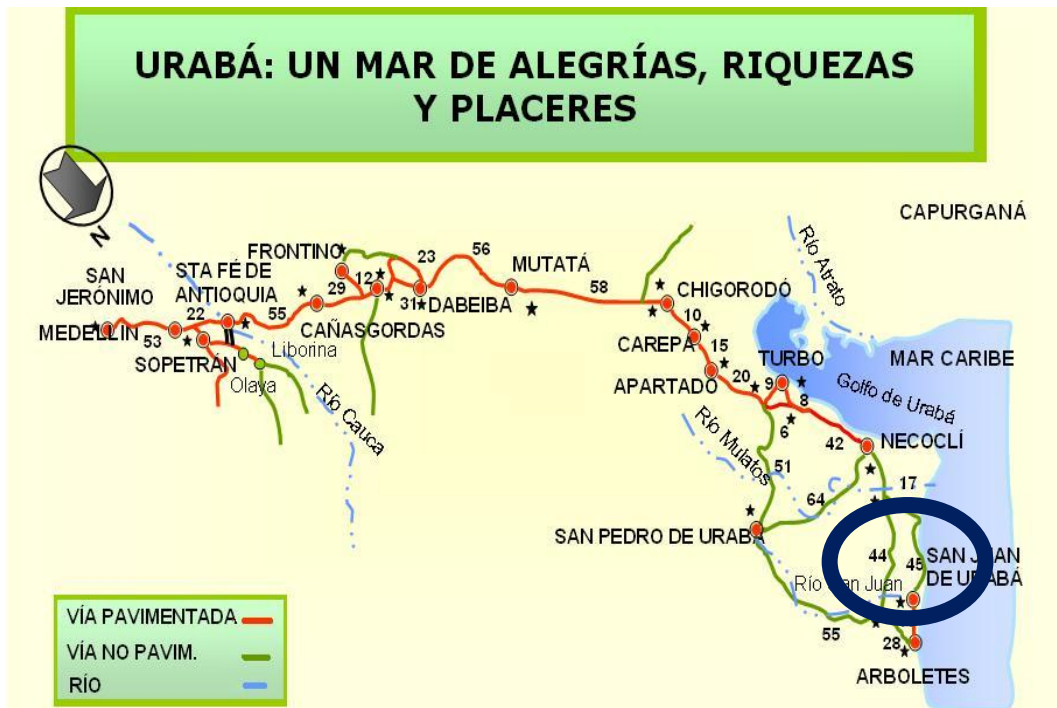 URABÁ: UN MAR DE ALEGRÍAS, RIQUEZAS
Y PLACERES
N
CAPURGANÁ
Río Atrato
FRONTINO
23
56
MUTATÁ
SAN
JERÓNIMO
STA FÉ DE
ANTIOQUIA
29
12
31
DABEIBA
58
CHIGORODÓ
22
55
CAÑASGORDAS
10
MEDELLIN
53
SOPETRÁN
Liborina
Olaya
CAREPA
15
TURBO
MAR CARIBE
APARTADÓ
20
9
8
Golfo de Urabá
Río Cauca
Río Mulatos
6
42
NECOCLÍ
51
64
17
SAN PEDRO DE URABÁ
44
45
SAN JUAN
DE URABÁ
Río San Juan
55
28
ARBOLETES
VÍA PAVIMENTADA
VÍA NO PAVIM.
RÍO